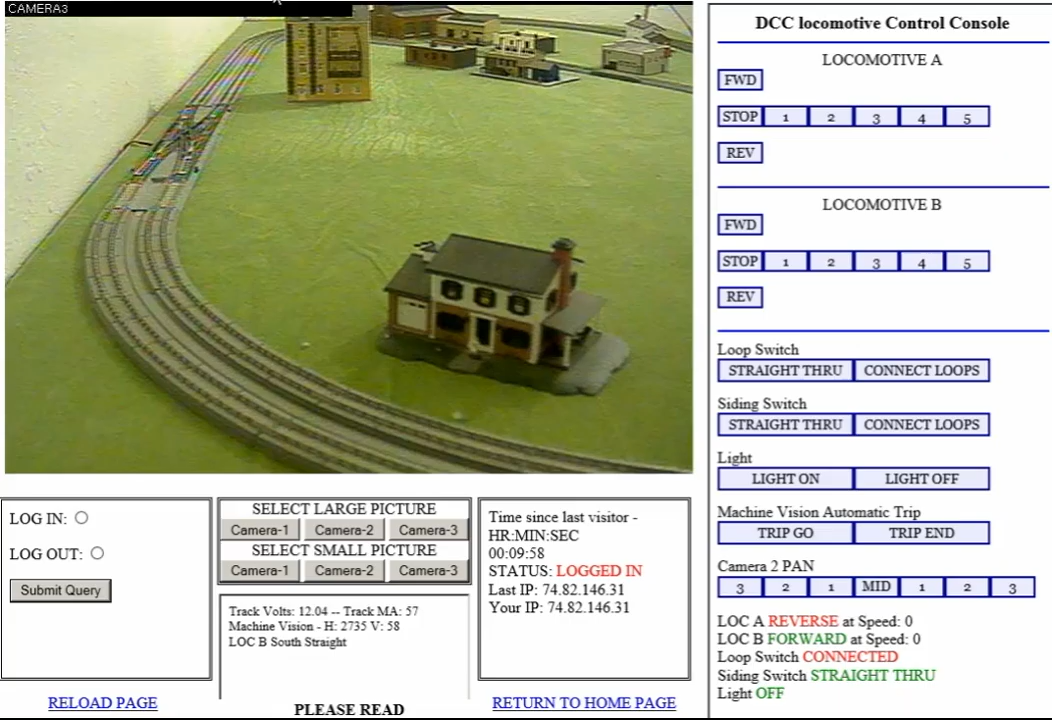 CAMERA3
DCC locomotive Control Console
LOCOMOTIVE A
FWD
STOP 1 2 3 4 5
REV
LOCOMOTIVE B
FWD
STOP 1 2 3 4 5
REV
Loop Switch
STRAIGHT THRU CONNECT LOOPS
Siding Switch
STRAIGHT THRU CONNECT LOOPS
Light
LIGHT ON LIGHT OFF
Machine Vision Automatic Trip
TRIP GO TRIP END
Camera 2 PAN
3 2 1 MID 1 2 3
LOC A REVERSE at Speed: 0
LOC B FORWARD at Speed: 0
Loop Switch CONNECTED
Siding Switch STRAIGHT THRU
Light OFF
LOG IN:
LOG OUT:
Submit Query
RELOAD PAGE
SELECT LARGE PICTURE
Camera-1 Camera-2 Camera-3
SELECT SMALL PICTURE
Camera-1 Camera-2 Camera-3
Track Volts: 12.04 -- Track MA: 57
Machine Vision - H: 2735 V: 58
LOC B South Straight
PLEASE READ
Time since last visitor -
HR:MIN:SEC
00:09:58
STATUS: LOGGED IN
Last IP: 74.82.146.31
Your IP: 74.82.146.31
RETURN TO HOME PAGE